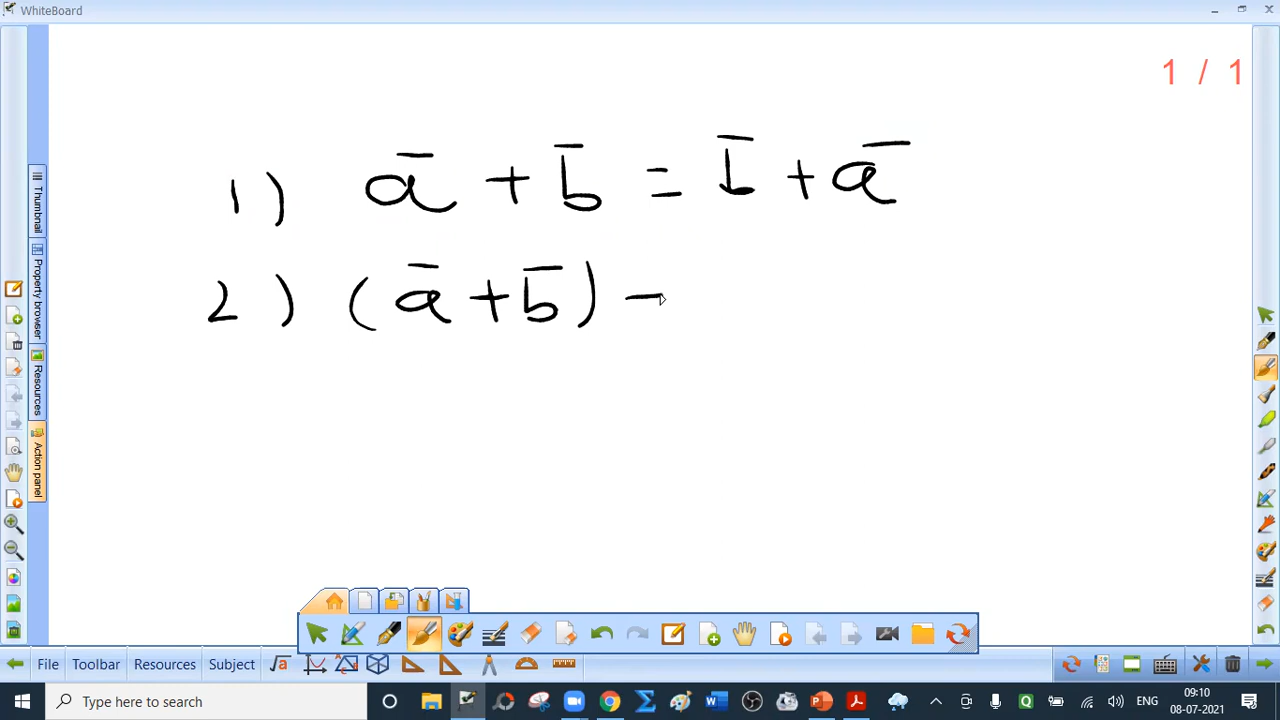 WhiteBoard
1 / 1
1) a̅ + b̅ = b̅ + a̅
2) (a̅ + b̅) −
Thumbnail
Property browser
Resources
Action panel
File Toolbar Resources Subject
Type here to search
ENG
09:10
08-07-2021